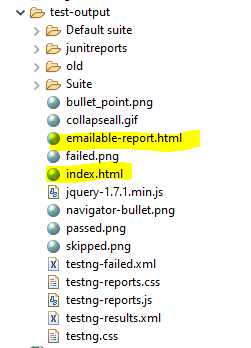 test-output
Default suite
junitreports
old
Suite
bullet_point.png
collapseall.gif
emailable-report.html
failed.png
index.html
jquery-1.7.1.min.js
navigator-bullet.png
passed.png
skipped.png
testng-failed.xml
testng-reports.css
testng-reports.js
testng-results.xml
testng.css